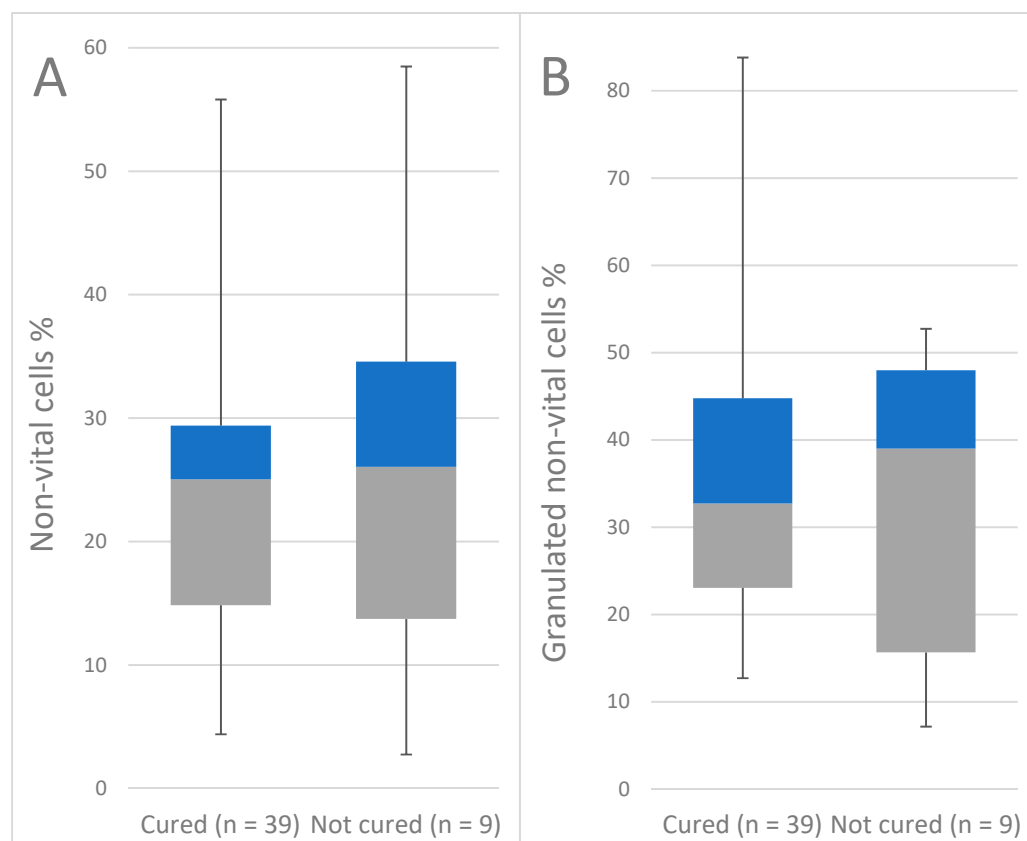 A
Non-vital cells %
60
50
40
30
20
10
0
Cured (n = 39) Not cured (n = 9)
B
Granulated non-vital cells %
80
70
60
50
40
30
20
10
0
Cured (n = 39) Not cured (n = 9)